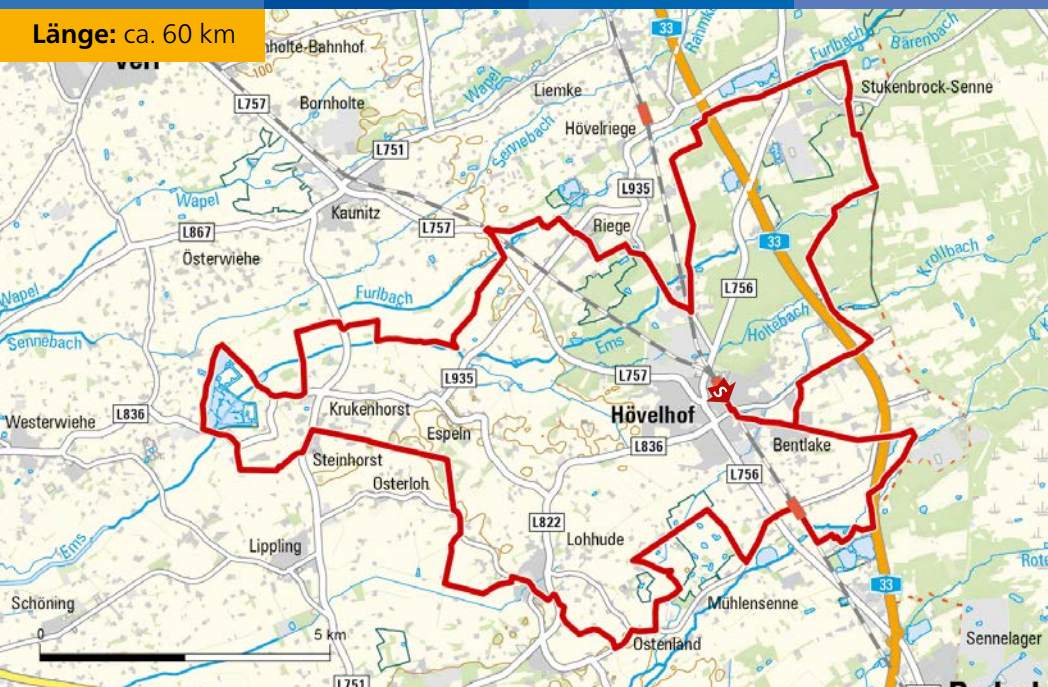 Länge: ca. 60 km
nholte-Bahnhof
Verl
100
Bornholte
L757
L751
Wapel
Liemke
Sennebach
Hövelriege
33
Furlbach
Bärenbach
Stukenbrock-Senne
L935
Riege
Kaunitz
L757
Wapel
L867
Österwiehe
33
L756
Krollbach
Holtebach
Wapel
Furlbach
Sennebach
Ems
L757
L935
S
Hövelhof
Krukenhorst
Espeln
Westerwiehe
L836
L836
Bentlake
Steinhorst
Osterloh
L756
L822
Lohhude
Ems
Lippling
33
Schöning
Mühlensenne
Ostenland
Sennelager
0
5 km
L751